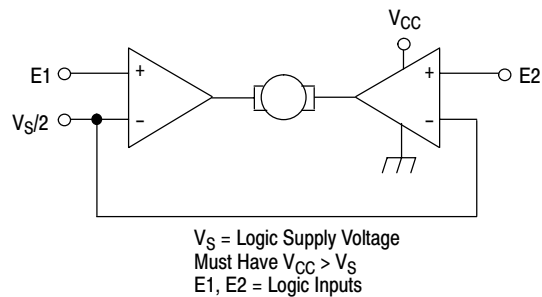 V_CC
E1
+
+
E2
V_S/2
−
−
V_S = Logic Supply Voltage
Must Have V_CC > V_S
E1, E2 = Logic Inputs